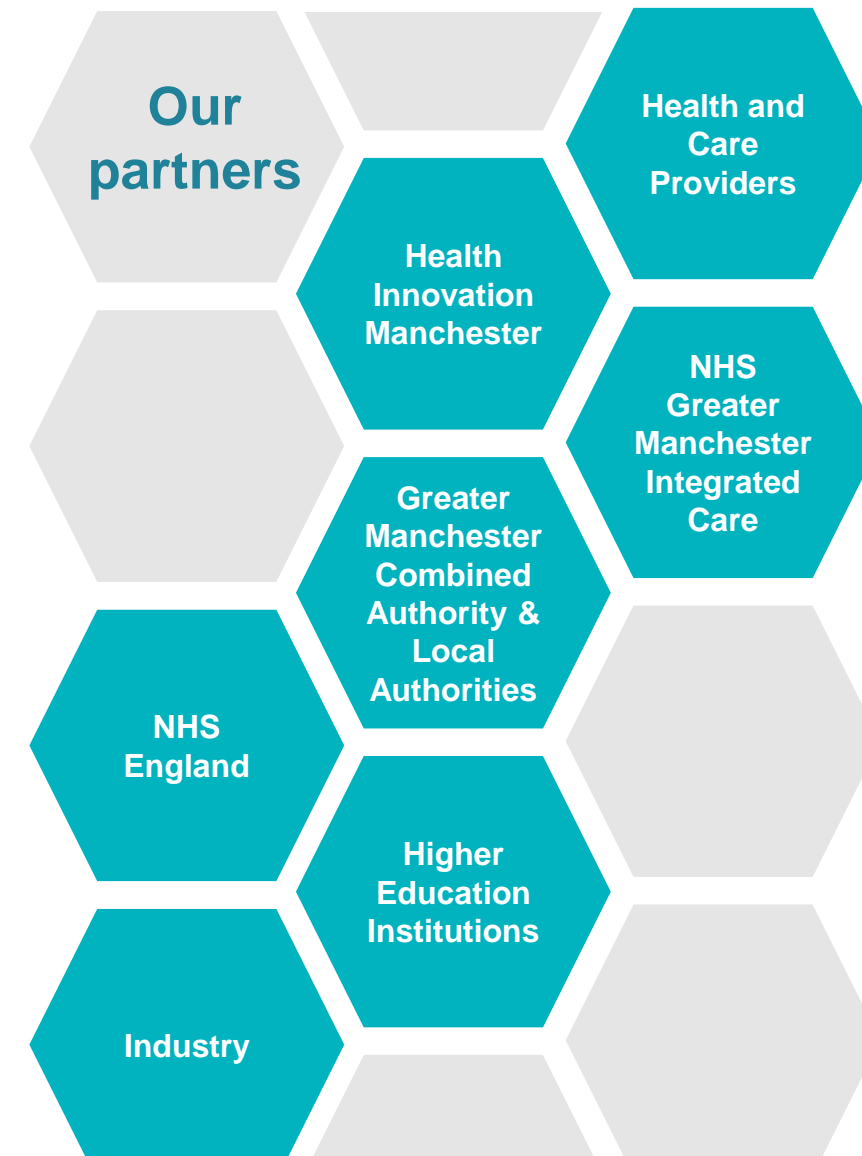 Our
partners
Health and
Care
Providers
Health
Innovation
Manchester
NHS
Greater
Manchester
Integrated
Care
Greater
Manchester
Combined
Authority &
Local
Authorities
NHS
England
Higher
Education
Institutions
Industry